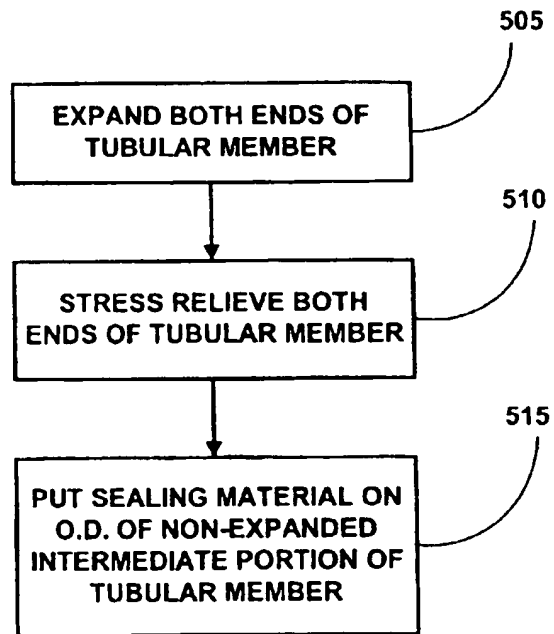 505
EXPAND BOTH ENDS OF
TUBULAR MEMBER
510
STRESS RELIEVE BOTH
ENDS OF TUBULAR MEMBER
515
PUT SEALING MATERIAL ON
O.D. OF NON-EXPANDED
INTERMEDIATE PORTION OF
TUBULAR MEMBER